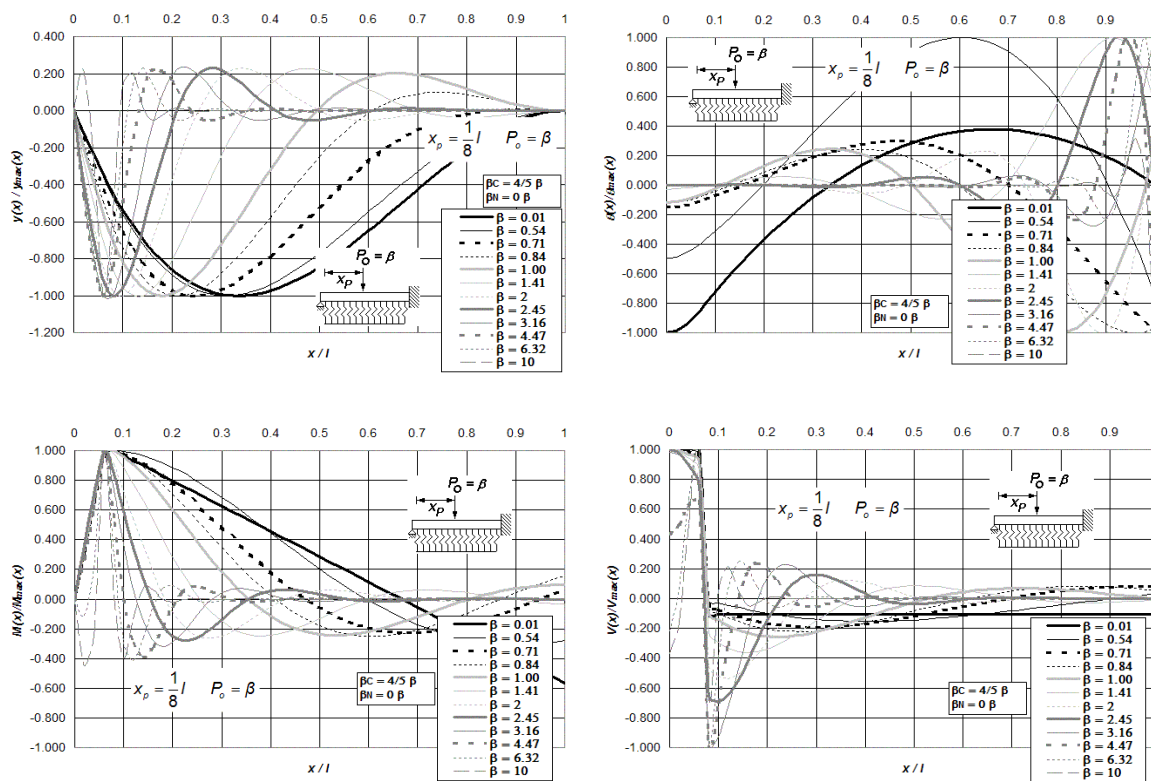 0 0.1 0.2 0.3 0.4 0.5 0.6 0.7 0.8 0.9 1
0.400
0.200
0.000
-0.200
-0.400
-0.600
-0.800
-1.000
-1.200
y(x) / ymax(x)
x / l
x_p = 1/8 l P_o = β
βC = 4/5 β
βN = 0 β
P_O = β
x_P
β = 0.01
β = 0.54
β = 0.71
β = 0.84
β = 1.00
β = 1.41
β = 2
β = 2.45
β = 3.16
β = 4.47
β = 6.32
β = 10
0 0.1 0.2 0.3 0.4 0.5 0.6 0.7 0.8 0.9
1.000
0.800
0.600
0.400
0.200
0.000
-0.200
-0.400
-0.600
-0.800
-1.000
x / l
P_O = β
x_P
x_p = 1/8 l P_o = β
βC = 4/5 β
βN = 0 β
β = 0.01
β = 0.54
β = 0.71
β = 0.84
β = 1.00
β = 1.41
β = 2
β = 2.45
β = 3.16
β = 4.47
β = 6.32
β = 10
0 0.1 0.2 0.3 0.4 0.5 0.6 0.7 0.8 0.9 1
1.000
0.800
0.600
0.400
0.200
0.000
-0.200
-0.400
-0.600
-0.800
-1.000
M(x)/Mmax(x)
x / l
P_O = β
x_P
x_p = 1/8 l P_o = β
βC = 4/5 β
βN = 0 β
β = 0.01
β = 0.54
β = 0.71
β = 0.84
β = 1.00
β = 1.41
β = 2
β = 2.45
β = 3.16
β = 4.47
β = 6.32
β = 10
0 0.1 0.2 0.3 0.4 0.5 0.6 0.7 0.8 0.9
1.000
0.800
0.600
0.400
0.200
0.000
-0.200
-0.400
-0.600
-0.800
-1.000
V(x)/Vmax(x)
x / l
x_p = 1/8 l P_o = β
P_O = β
x_P
βC = 4/5 β
βN = 0 β
β = 0.01
β = 0.54
β = 0.71
β = 0.84
β = 1.00
β = 1.41
β = 2
β = 2.45
β = 3.16
β = 4.47
β = 6.32
β = 10